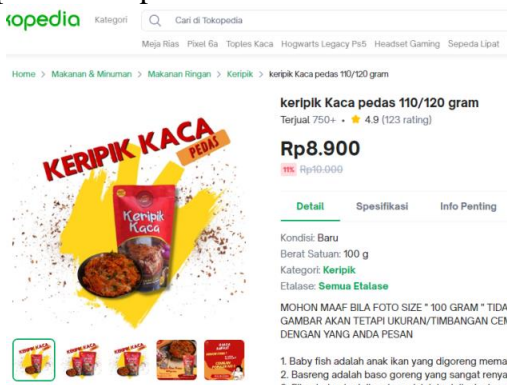 kopedia Kategori Cari di Tokopedia
Meja Rias Pixel 6a Toples Kaca Hogwarts Legacy Ps5 Headset Gaming Sepeda Lipat
Home > Makanan & Minuman > Makanan Ringan > Keripik > keripik Kaca pedas 110/120 gram
KERIPIK KACA
PEDAS
Keripik
Kaca
keripik Kaca pedas 110/120 gram
Terjual 750+ • 4.9 (123 rating)
Rp8.900
11% Rp10.000
Detail Spesifikasi Info Penting
Kondisi: Baru
Berat Satuan: 100 g
Kategori: Keripik
Etalase: Semua Etalase
MOHON MAAF BILA FOTO SIZE " 100 GRAM " TIDA
GAMBAR AKAN TETAPI UKURAN/TIMBANGAN CEM
DENGAN YANG ANDA PESAN
1. Baby fish adalah anak ikan yang digoreng mema
2. Basreng adalah baso goreng yang sangat renya